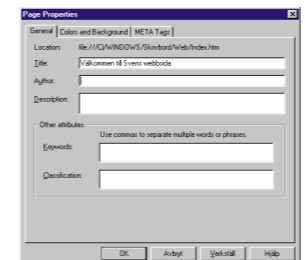 Page Properties
General Colors and Background META Tags
Location: file:///C|/WINDOWS/Skrivbord/Web/Index.htm
Title: Välkommen till Svens webbsida
Author:
Description:
Other attributes
Use commas to separate multiple words or phrases.
Keywords:
Classification:
OK Avbryt Verkställ Hjälp